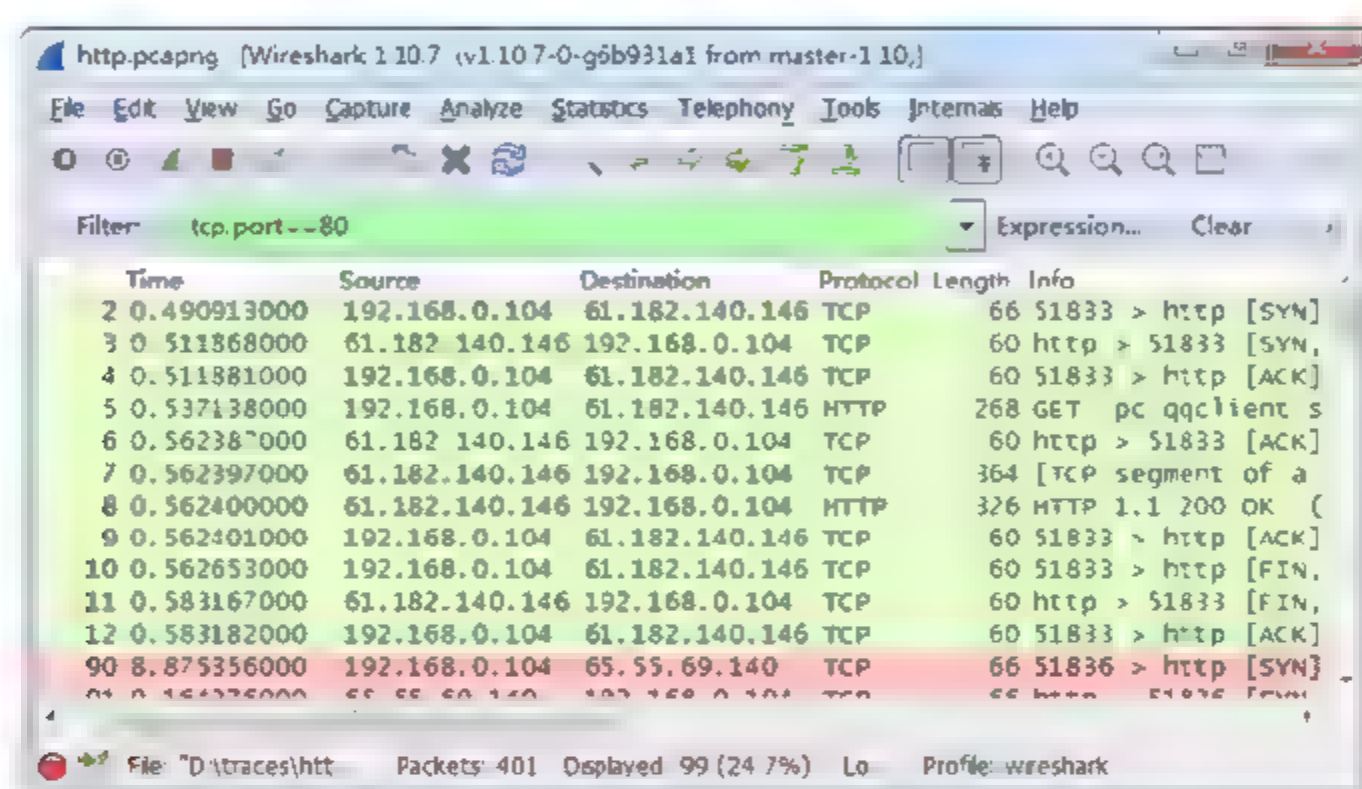 http.pcapng [Wireshark 1.10.7 (v1.10.7-0-g6b931a1 from master-1.10)]
File Edit View Go Capture Analyze Statistics Telephony Tools Internals Help
Filter: tcp.port==80 Expression... Clear
Time Source Destination Protocol Length Info
2 0.490913000 192.168.0.104 61.182.140.146 TCP 66 51833 > http [SYN]
3 0.511868000 61.182.140.146 192.168.0.104 TCP 60 http > 51833 [SYN,
4 0.511881000 192.168.0.104 61.182.140.146 TCP 60 51833 > http [ACK]
5 0.537138000 192.168.0.104 61.182.140.146 HTTP 268 GET pc qqclient s
6 0.562387000 61.182.140.146 192.168.0.104 TCP 60 http > 51833 [ACK]
7 0.562397000 61.182.140.146 192.168.0.104 TCP 364 [TCP segment of a
8 0.562400000 61.182.140.146 192.168.0.104 HTTP 326 HTTP 1.1 200 OK (
9 0.562401000 192.168.0.104 61.182.140.146 TCP 60 51833 > http [ACK]
10 0.562653000 192.168.0.104 61.182.140.146 TCP 60 51833 > http [FIN,
11 0.583167000 61.182.140.146 192.168.0.104 TCP 60 http > 51833 [FIN,
12 0.583182000 192.168.0.104 61.182.140.146 TCP 60 51833 > http [ACK]
90 8.875356000 192.168.0.104 65.55.69.140 TCP 66 51836 > http [SYN]
File: "D:\traces\htt Packets: 401 Displayed: 99 (24.7%) Lo Profile: wireshark